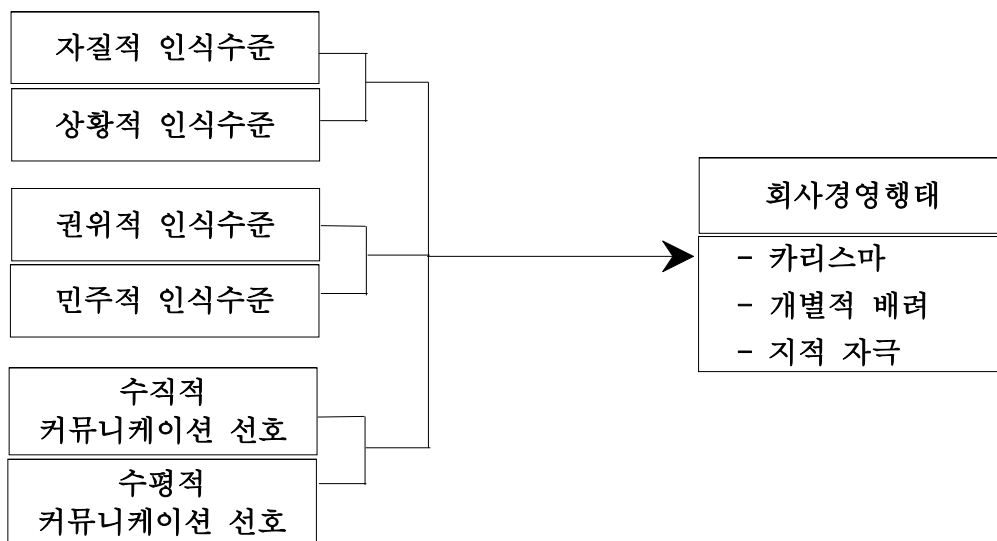 자질적 인식수준
상황적 인식수준
권위적 인식수준
민주적 인식수준
수직적
커뮤니케이션 선호
수평적
커뮤니케이션 선호
회사경영행태
- 카리스마
- 개별적 배려
- 지적 자극